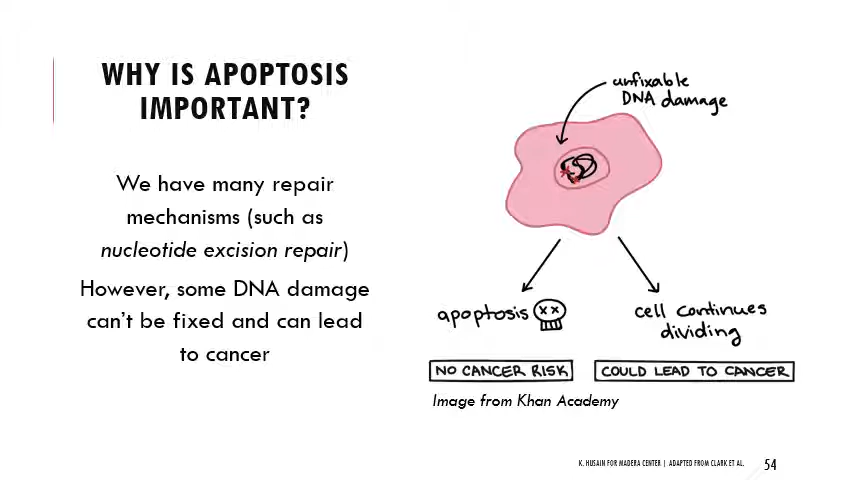 WHY IS APOPTOSIS
IMPORTANT?
We have many repair
mechanisms (such as
nucleotide excision repair)
However, some DNA damage
can't be fixed and can lead
to cancer
unfixable
DNA damage
apoptosis
cell continues
dividing
NO CANCER RISK
COULD LEAD TO CANCER
Image from Khan Academy
K. HUSAIN FOR MADERA CENTER | ADAPTED FROM CLARK ET AL.
54